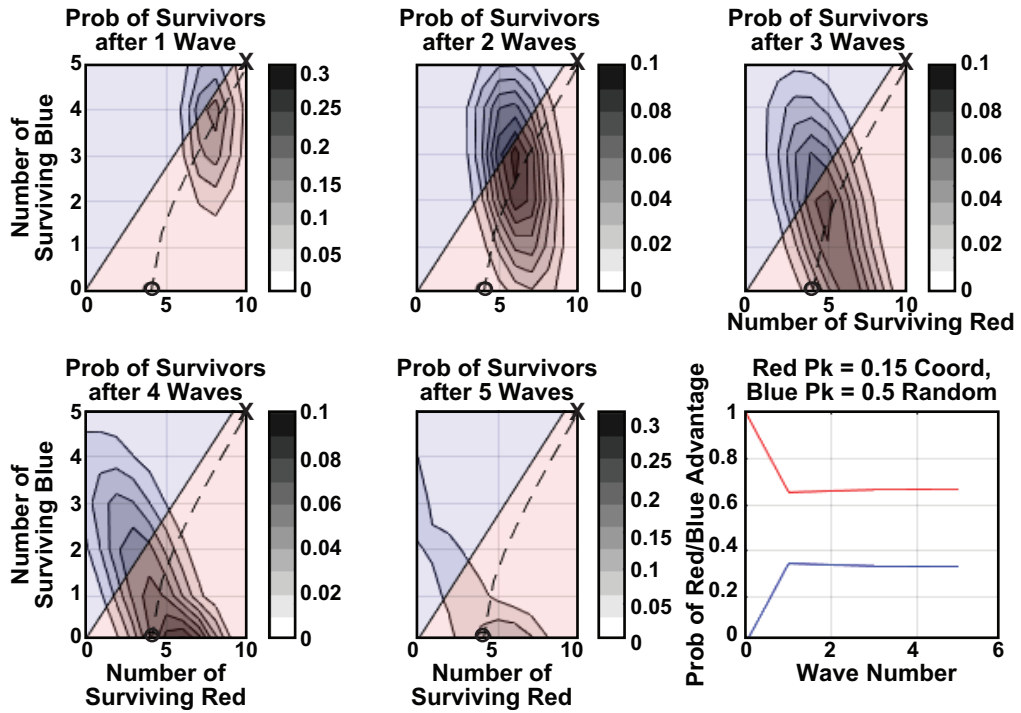 Prob of Survivors
after 1 Wave
Number of
Surviving Blue
5
4
3
2
1
0
X
0
5
10
0.3
0.25
0.2
0.15
0.1
0.05
0
Prob of Survivors
after 2 Waves
X
0
5
10
0.1
0.08
0.06
0.04
0.02
0
Prob of Survivors
after 3 Waves
X
0
5
10
Number of Surviving Red
0.1
0.08
0.06
0.04
0.02
0
Prob of Survivors
after 4 Waves
Number of
Surviving Blue
5
4
3
2
1
0
X
0
5
10
Number of
Surviving Red
0.1
0.08
0.06
0.04
0.02
0
Prob of Survivors
after 5 Waves
X
0
5
10
Number of
Surviving Red
0.3
0.25
0.2
0.15
0.1
0.05
0
Red Pk = 0.15 Coord,
Blue Pk = 0.5 Random
Prob of Red/Blue Advantage
1
0.8
0.6
0.4
0.2
0
0
2
4
6
Wave Number